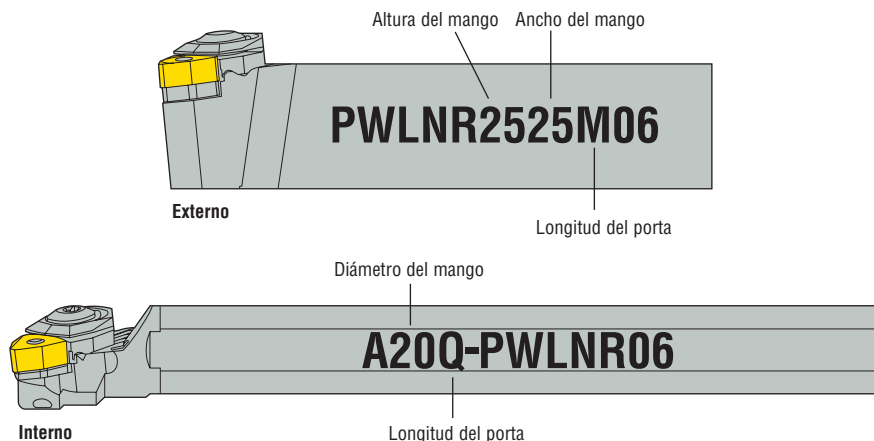 Altura del mango Ancho del mango
PWLNR2525M06
Externo
Longitud del porta
Diámetro del mango
A20Q-PWLNR06
Interno
Longitud del porta